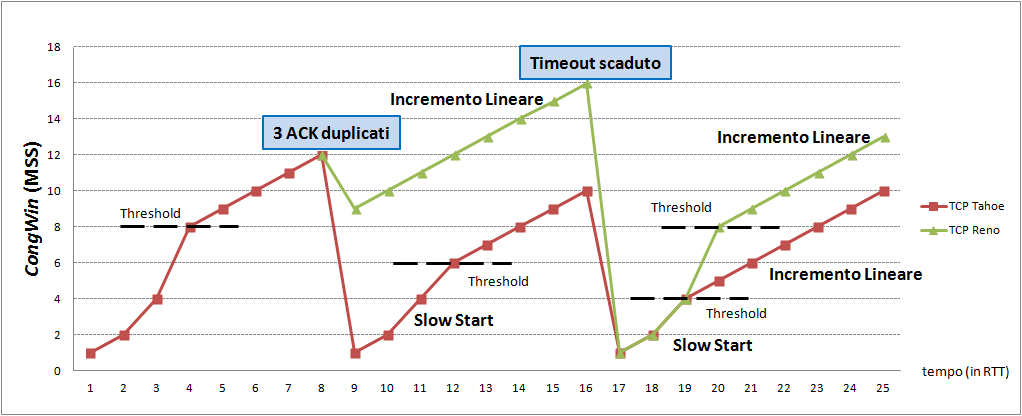 18
16
14
12
10
8
6
4
2
0
CongWin (MSS)
Timeout scaduto
Incremento Lineare
3 ACK duplicati
Incremento Lineare
Threshold
Threshold
TCP Tahoe
TCP Reno
Threshold
Incremento Lineare
Threshold
Slow Start
Slow Start
1 2 3 4 5 6 7 8 9 10 11 12 13 14 15 16 17 18 19 20 21 22 23 24 25
tempo (in RTT)